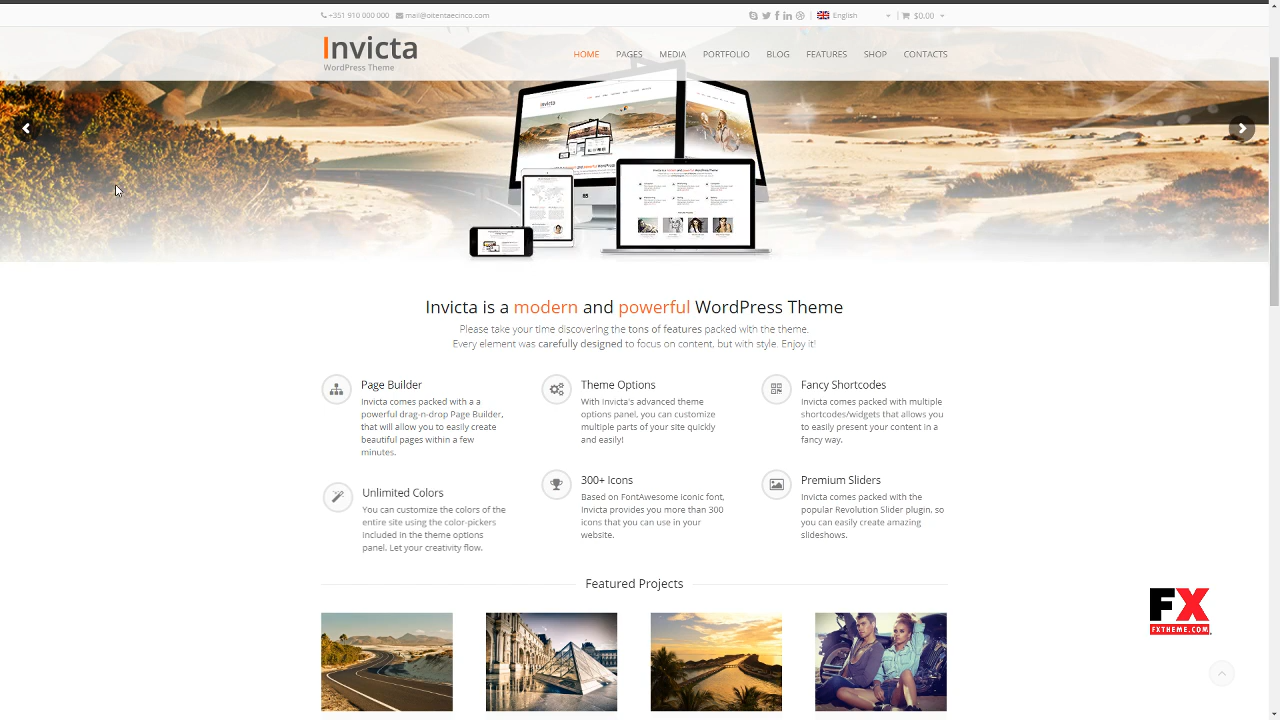 +351 910 000 000 mail@oitentaecinco.com
English $0.00
Invicta
WordPress Theme
HOME PAGES MEDIA PORTFOLIO BLOG FEATURES SHOP CONTACTS
Invicta is a modern and powerful WordPress Theme
Please take your time discovering the tons of features packed with the theme.
Every element was carefully designed to focus on content, but with style. Enjoy it!
Page Builder
Invicta comes packed with a a
powerful drag-n-drop Page Builder,
that will allow you to easily create
beautiful pages within a few
minutes.
Theme Options
With Invicta's advanced theme
options panel, you can customize
multiple parts of your site quickly
and easily!
Fancy Shortcodes
Invicta comes packed with multiple
shortcodes/widgets that allows you
to easily present your content in a
fancy way.
Unlimited Colors
You can customize the colors of the
entire site using the color-pickers
included in the theme options
panel. Let your creativity flow.
300+ Icons
Based on FontAwesome iconic font,
Invicta provides you more than 300
icons that you can use in your
website.
Premium Sliders
Invicta comes packed with the
popular Revolution Slider plugin, so
you can easily create amazing
slideshows.
Featured Projects
FX
FXTHEME.COM